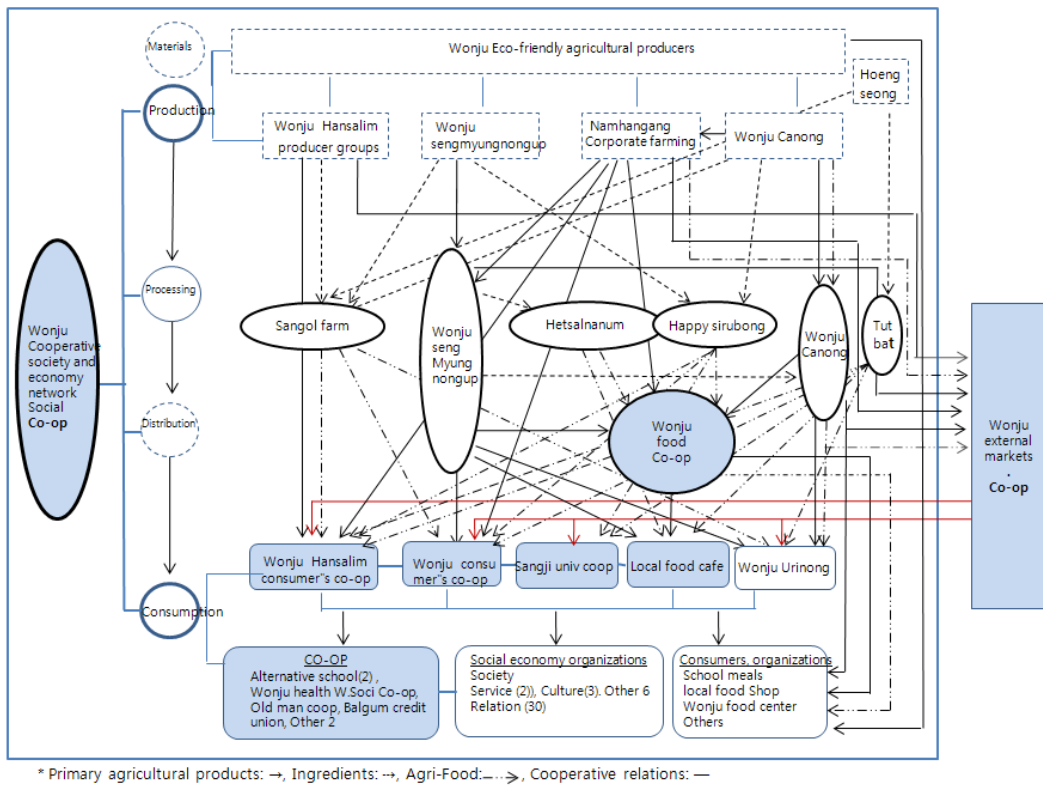 Materials
Wonju Eco-friendly agricultural producers
Hoeng
seong
Production
Wonju Hansalim
producer groups
Wonju
sengmyungnongup
Namhangang
Corporate farming
Wonju Canong
Processing
Sangol farm
Wonju
seng
Myung
nongup
Hetsalnanum
Happy sirubong
Wonju
Canong
Tut
bat
Wonju
Cooperative
society and
economy
network
Social
Co-op
Distribution
Wonju
food
Co-op
Wonju
external
markets
.
Co-op
Wonju Hansalim
consumer"s co-op
Wonju consu
mer"s co-op
Sangji univ coop
Local food cafe
Wonju Urinong
Consumption
CO-OP
Alternative school(2) ,
Wonju health W.Soci Co-op,
Old man coop, Balgum credit
union, Other 2
Social economy organizations
Society
Service (2)), Culture(3). Other 6
Relation (30)
Consumers, organizations
School meals
local food Shop
Wonju food center
Others
* Primary agricultural products: →, Ingredients: ⤍, Agri-Food:–··➔, Cooperative relations: —